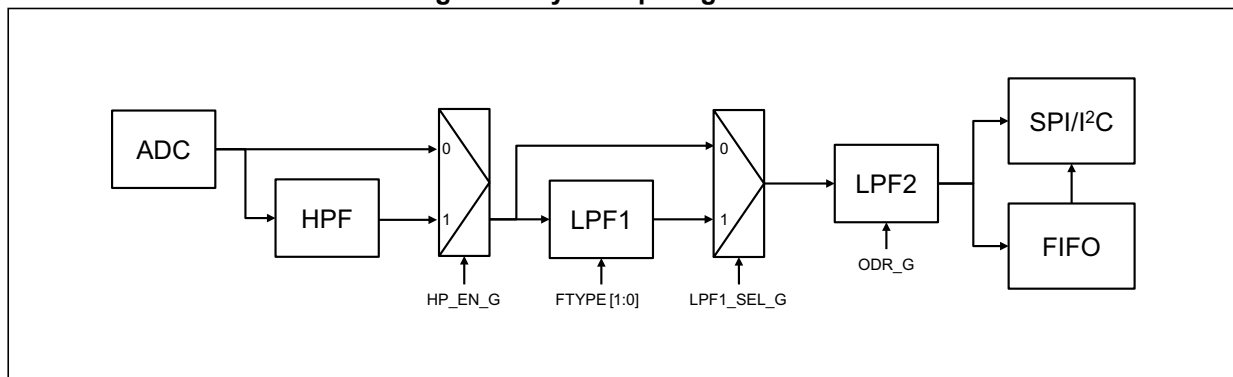 ADC
HPF
0
1
HP_EN_G
LPF1
FTYPE [1:0]
0
1
LPF1_SEL_G
LPF2
ODR_G
SPI/I²C
FIFO